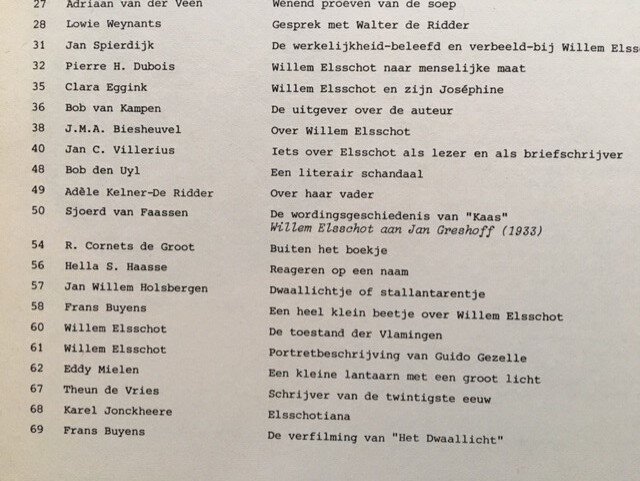 27 Adriaan van der Veen Wenend proeven van de soep
28 Lowie Weynants Gesprek met Walter de Ridder
31 Jan Spierdijk De werkelijkheid-beleefd en verbeeld-bij Willem Elss
32 Pierre H. Dubois Willem Elsschot naar menselijke maat
35 Clara Eggink Willem Elsschot en zijn Joséphine
36 Bob van Kampen De uitgever over de auteur
38 J.M.A. Biesheuvel Over Willem Elsschot
40 Jan C. Villerius Iets over Elsschot als lezer en als briefschrijver
48 Bob den Uyl Een literair schandaal
49 Adèle Kelner-De Ridder Over haar vader
50 Sjoerd van Faassen De wordingsgeschiedenis van "Kaas"
Willem Elsschot aan Jan Greshoff (1933)
54 R. Cornets de Groot Buiten het boekje
56 Hella S. Haasse Reageren op een naam
57 Jan Willem Holsbergen Dwaallichtje of stallantarentje
58 Frans Buyens Een heel klein beetje over Willem Elsschot
60 Willem Elsschot De toestand der Vlamingen
61 Willem Elsschot Portretbeschrijving van Guido Gezelle
62 Eddy Mielen Een kleine lantaarn met een groot licht
67 Theun de Vries Schrijver van de twintigste eeuw
68 Karel Jonckheere Elsschotiana
69 Frans Buyens De verfilming van "Het Dwaallicht"